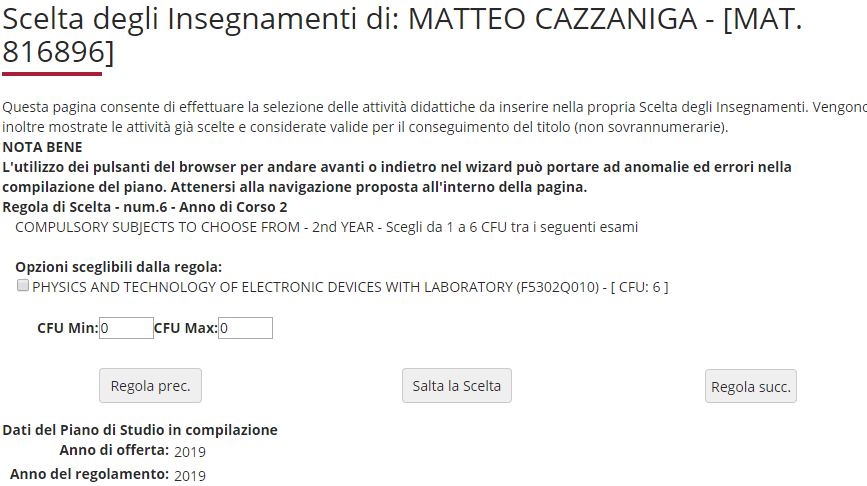 Scelta degli Insegnamenti di: MATTEO CAZZANIGA - [MAT.
816896]
Questa pagina consente di effettuare la selezione delle attività didattiche da inserire nella propria Scelta degli Insegnamenti. Vengono
inoltre mostrate le attività già scelte e considerate valide per il conseguimento del titolo (non sovrannumerarie).
NOTA BENE
L'utilizzo dei pulsanti del browser per andare avanti o indietro nel wizard può portare ad anomalie ed errori nella
compilazione del piano. Attenersi alla navigazione proposta all'interno della pagina.
Regola di Scelta - num.6 - Anno di Corso 2
COMPULSORY SUBJECTS TO CHOOSE FROM - 2nd YEAR - Scegli da 1 a 6 CFU tra i seguenti esami
Opzioni sceglibili dalla regola:
PHYSICS AND TECHNOLOGY OF ELECTRONIC DEVICES WITH LABORATORY (F5302Q010) - [ CFU: 6 ]
CFU Min: 0 CFU Max: 0
Regola prec. Salta la Scelta Regola succ.
Dati del Piano di Studio in compilazione
Anno di offerta: 2019
Anno del regolamento: 2019